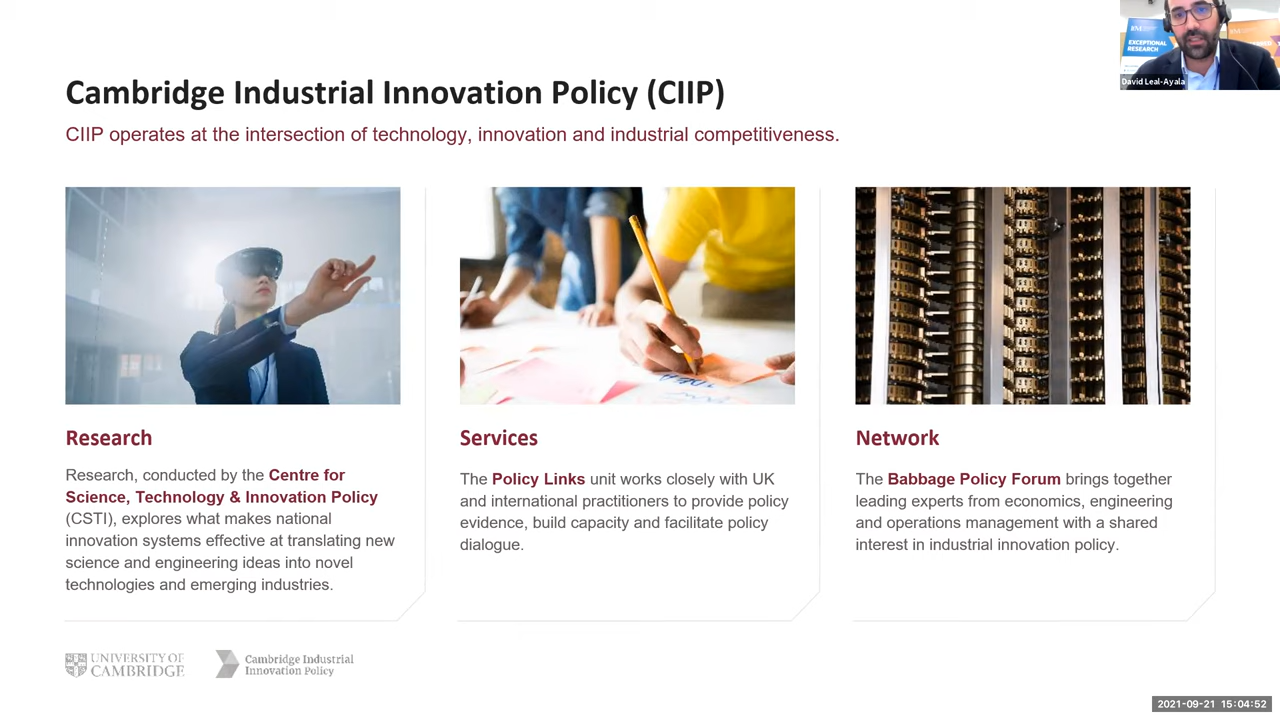 Cambridge Industrial Innovation Policy (CIIP)
CIIP operates at the intersection of technology, innovation and industrial competitiveness.
EXCEPTIONAL
RESEARCH
David Leal-Ayala
Research
Research, conducted by the Centre for
Science, Technology & Innovation Policy
(CSTI), explores what makes national
innovation systems effective at translating new
science and engineering ideas into novel
technologies and emerging industries.
Services
The Policy Links unit works closely with UK
and international practitioners to provide policy
evidence, build capacity and facilitate policy
dialogue.
Network
The Babbage Policy Forum brings together
leading experts from economics, engineering
and operations management with a shared
interest in industrial innovation policy.
UNIVERSITY OF
CAMBRIDGE
Cambridge Industrial
Innovation Policy
2021-09-21 15:04:52